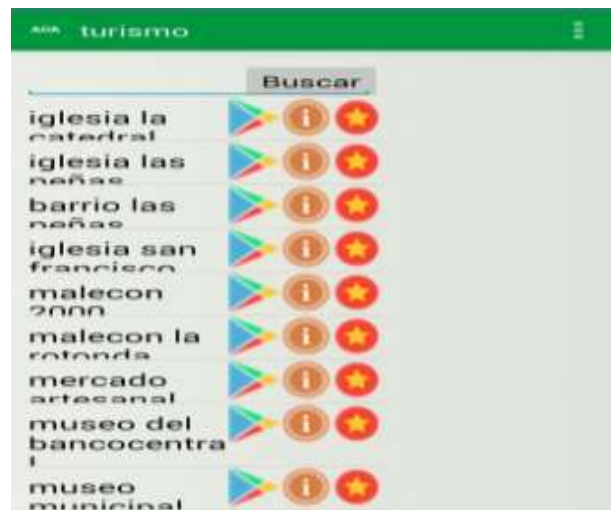 turismo
Buscar
iglesia la
catedral
iglesia las
peñas
barrio las
peñas
iglesia san
francisco
malecon
2000
malecon la
rotonda
mercado
artesanal
museo del
bancocentra
l
museo
municipal